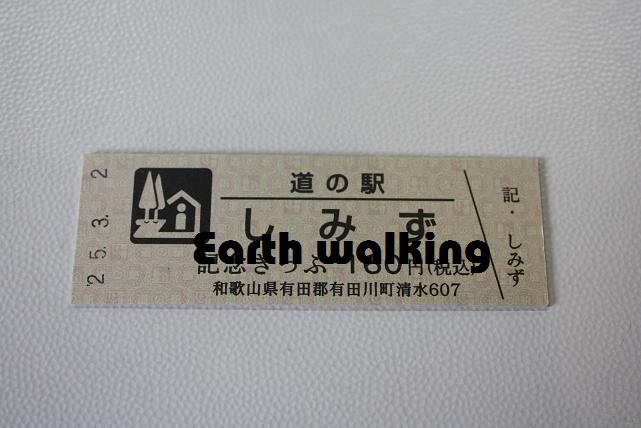 25.3.2
道の駅
しみず
Earth walking
記念きっぷ 160円(税込)
和歌山県有田郡有田川町清水607
記・しみず